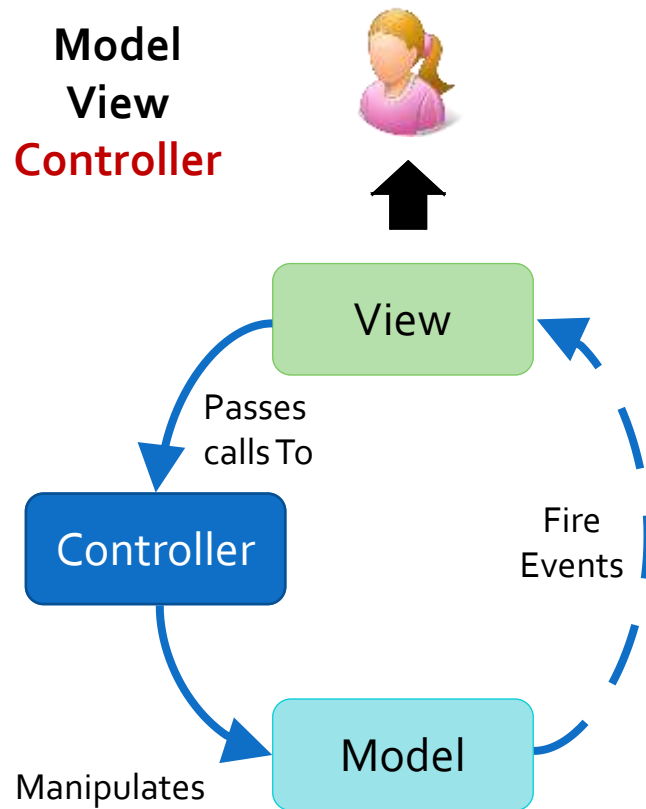 Model
View
Controller
View
Passes
calls To
Controller
Fire
Events
Model
Manipulates